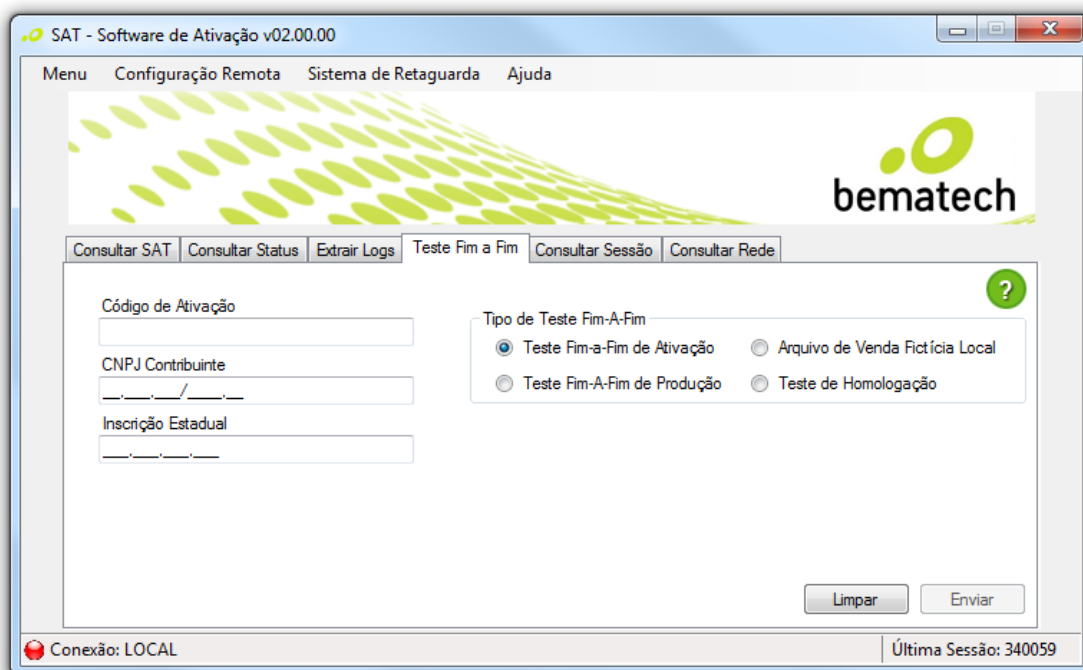 SAT - Software de Ativação v02.00.00
Menu Configuração Remota Sistema de Retaguarda Ajuda
bematech
Consultar SAT Consultar Status Extrair Logs Teste Fim a Fim Consultar Sessão Consultar Rede
?
Código de Ativação
Tipo de Teste Fim-A-Fim
Teste Fim-a-Fim de Ativação Arquivo de Venda Fictícia Local
CNPJ Contribuinte
Teste Fim-A-Fim de Produção Teste de Homologação
__.___.___/____.__
Inscrição Estadual
___.___.___.___
Limpar Enviar
Conexão: LOCAL Última Sessão: 340059